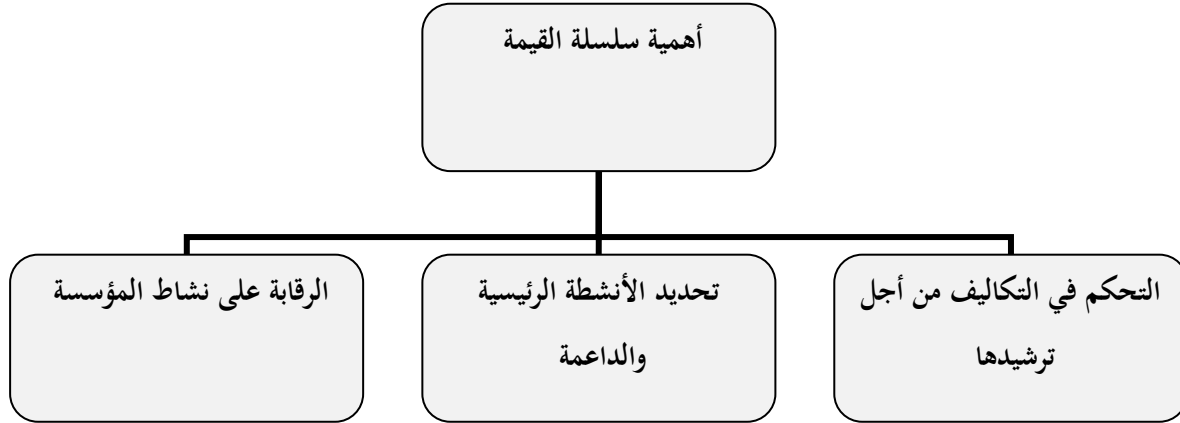 أهمية سلسلة القيمة
التحكم في التكاليف من أجل
ترشيدها
تحديد الأنشطة الرئيسية
والداعمة
الرقابة على نشاط المؤسسة